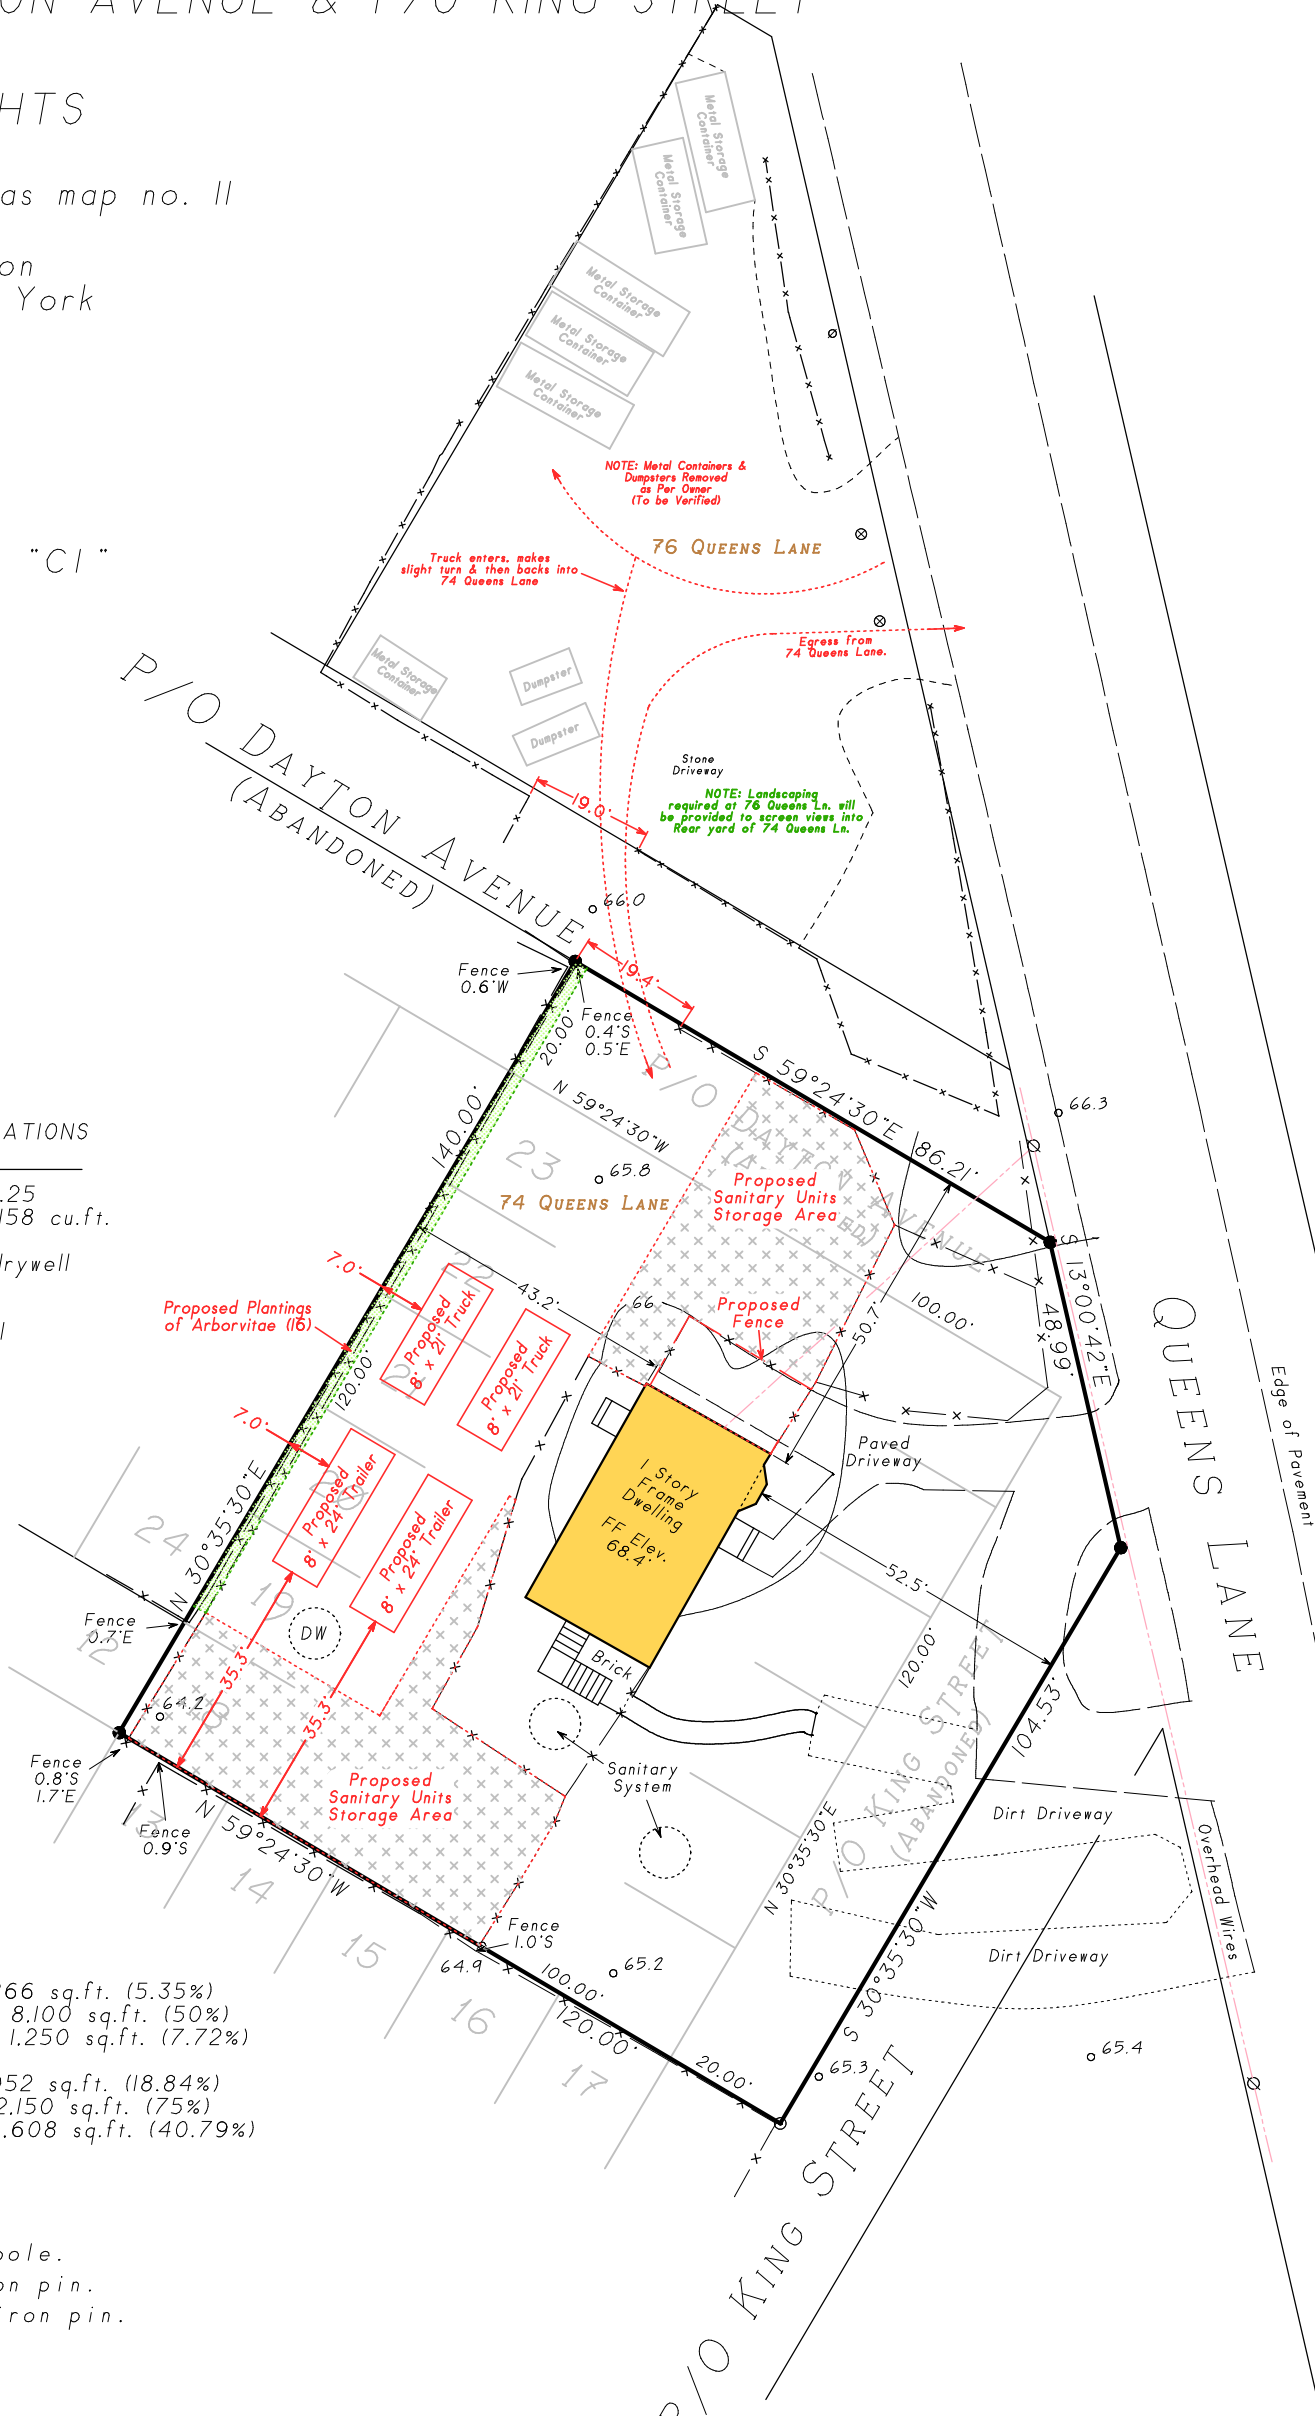 ON AVENUE & P/O KING STREET
HTS
as map no. 11
on
York
"C1"
Metal Storage
Container
Metal Storage
Container
Metal Storage
Container
Metal Storage
Container
Metal Storage
Container
NOTE: Metal Containers &
Dumpsters Removed
as Per Owner
(To be Verified)
76 QUEENS LANE
Truck enters, makes
slight turn & then backs into
74 Queens Lane
Egress from
74 Queens Lane.
Metal Storage
Container
Dumpster
Dumpster
Stone
Driveway
NOTE: Landscaping
required at 76 Queens Ln. will
be provided to screen views into
Rear yard of 74 Queens Ln.
19.0'
P/O DAYTON AVENUE
(ABANDONED)
66.0
19.4'
Fence
0.6'W
Fence
0.4'S
0.5'E
20.00'
140.00'
N 59°24'30"W
S 59°24'30"E
86.21'
66.3
P/O DAYTON AVENUE
23
65.8
74 QUEENS LANE
Proposed
Sanitary Units
Storage Area
ATIONS
.25
158 cu.ft.
drywell
7.0'
22
43.2'
66
Proposed
Fence
50.7'
100.00'
S 13°00'42"E
48.99'
QUEENS LANE
Edge of Pavement
Proposed Plantings
of Arborvitae (16)
Proposed
8' x 21' Truck
Proposed
8' x 21' Truck
21
120.00'
7.0'
Paved
Driveway
1 Story
Frame
Dwelling
FF Elev.
68.4'
Proposed
8' x 24' Trailer
Proposed
8' x 24' Trailer
20
N 30°35'30"E
24
19
52.5'
DW
Fence
0.7'E
12
Brick
35.3'
35.3'
64.2
18
120.00'
P/O KING STREET
(ABANDONED)
104.53'
Fence
0.8'S
1.7'E
Proposed
Sanitary Units
Storage Area
Sanitary
System
13
Fence
0.9'S
N 59°24'30"W
N 30°35'30"E
Dirt Driveway
Overhead Wires
14
15
Fence
1.0'S
64.9
100.00'
120.00'
65.2
Dirt Driveway
S 30°35'30"W
16
17
20.00'
65.3
65.4
866 sq.ft. (5.35%)
8,100 sq.ft. (50%)
1,250 sq.ft. (7.72%)
052 sq.ft. (18.84%)
2,150 sq.ft. (75%)
,608 sq.ft. (40.79%)
P/O KING STREET
pole.
on pin.
iron pin.